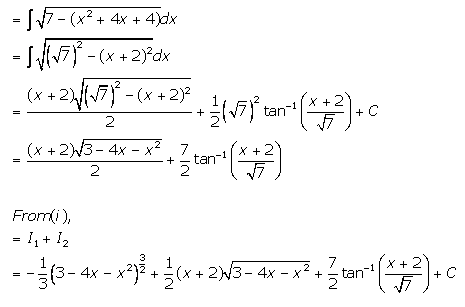 = ∫√(7 − (x² + 4x + 4)) dx
= ∫√((√7)² − (x + 2)²) dx
= (x + 2)√((√7)² − (x + 2)²) / 2 + 1/2 (√7)² tan⁻¹((x + 2)/√7) + C
= (x + 2)√(3 − 4x − x²) / 2 + 7/2 tan⁻¹((x + 2)/√7)
From(i),
= I₁ + I₂
= −1/3 (3 − 4x − x²)^(3/2) + 1/2 (x + 2)√(3 − 4x − x²) + 7/2 tan⁻¹((x + 2)/√7) + C